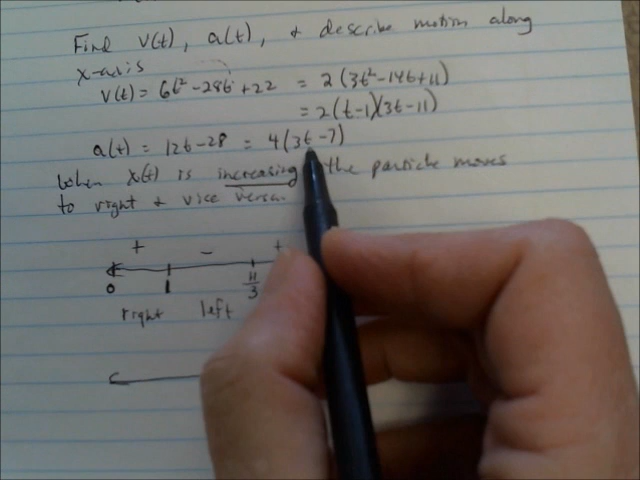 Find v(t), a(t), + describe motion along
x-axis
v(t) = 6t² - 28t + 22 = 2(3t² - 14t + 11)
= 2(t-1)(3t-11)
a(t) = 12t - 28 = 4(3t - 7)
When x(t) is increasing the particle moves
to right + vice versa.
+ - +
0 1 11/3
right left